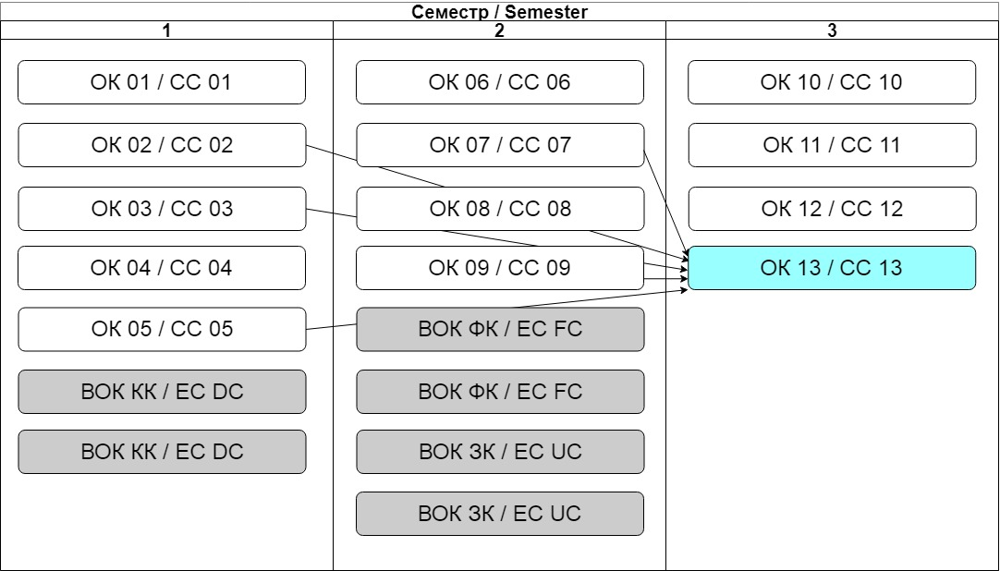 Семестр / Semester
1
2
3
ОК 01 / CC 01
ОК 06 / CC 06
ОК 10 / CC 10
ОК 02 / CC 02
ОК 07 / CC 07
ОК 11 / CC 11
ОК 03 / CC 03
ОК 08 / CC 08
ОК 12 / CC 12
ОК 04 / CC 04
ОК 09 / CC 09
ОК 13 / CC 13
ОК 05 / CC 05
ВОК ФК / EC FC
ВОК КК / EC DC
ВОК ФК / EC FC
ВОК КК / EC DC
ВОК ЗК / EC UC
ВОК ЗК / EC UC